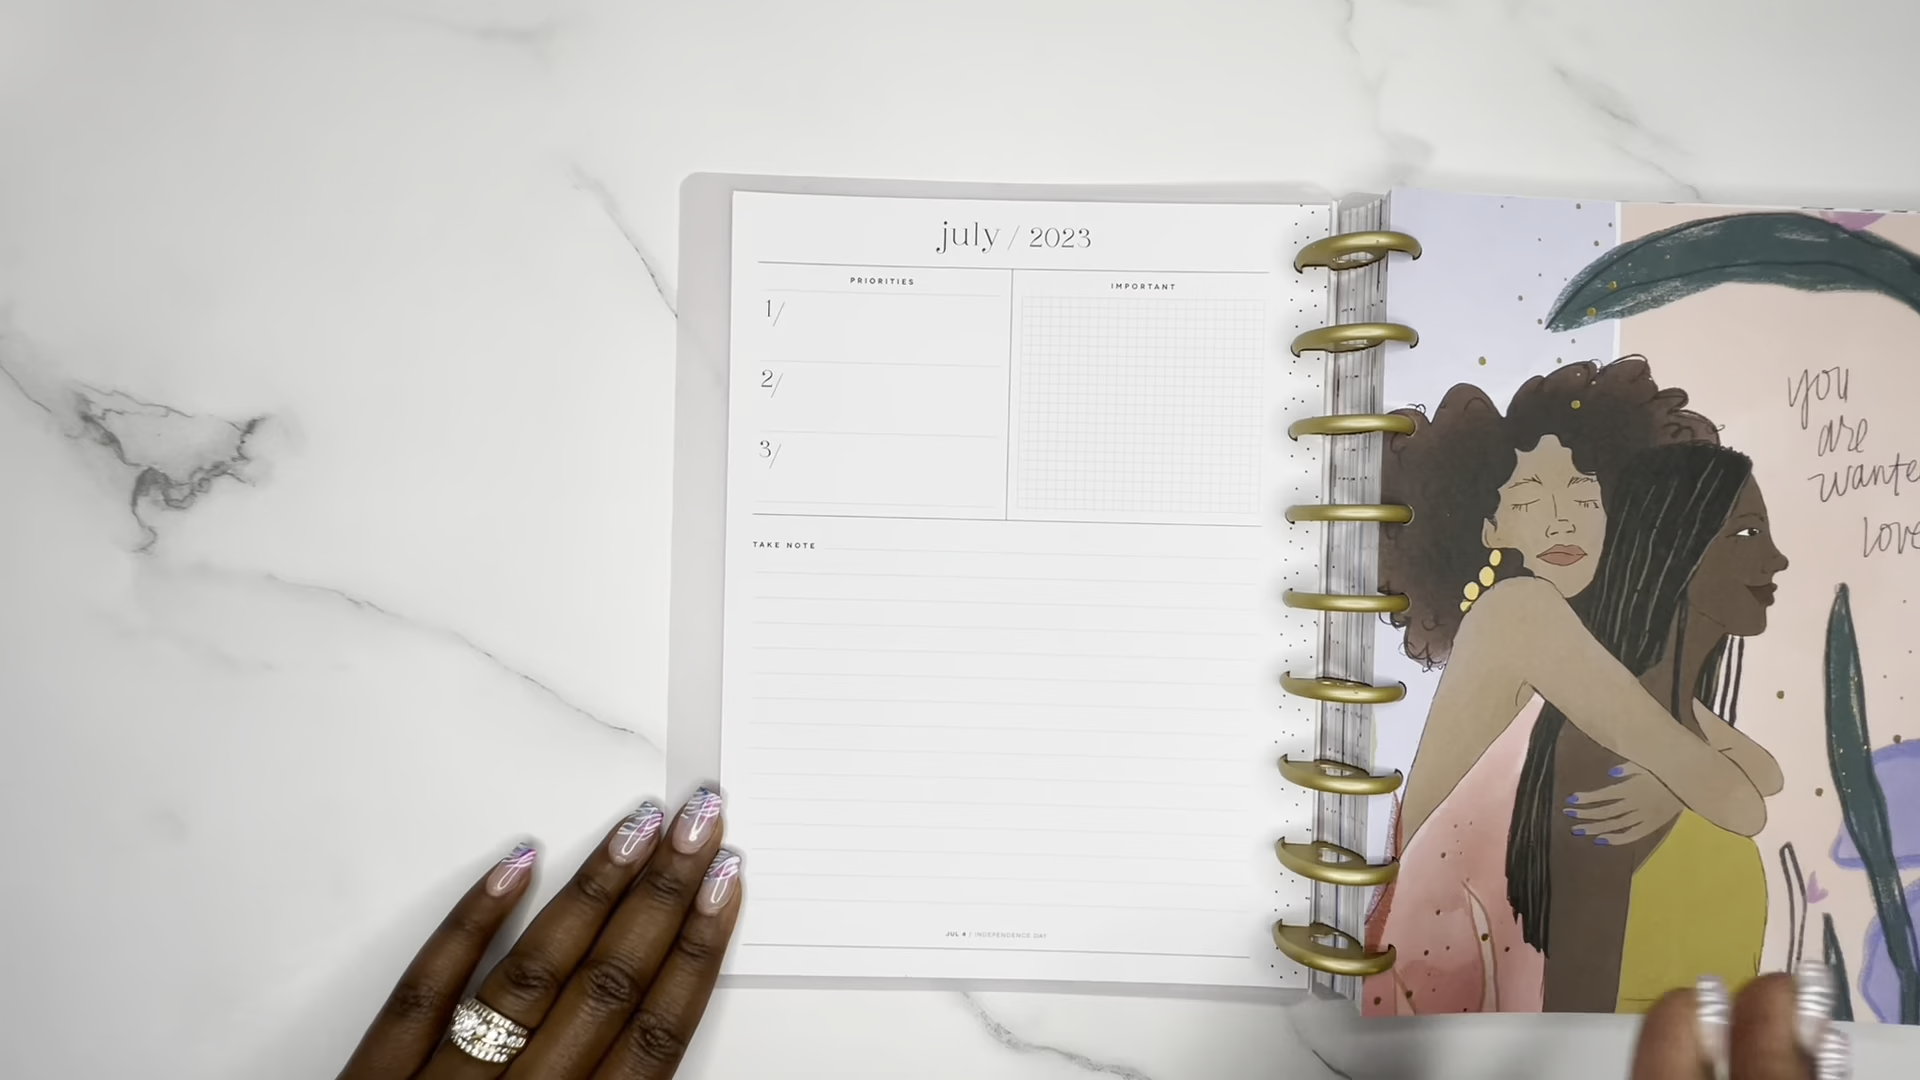 july / 2023
PRIORITIES
IMPORTANT
1/
2/
3/
TAKE NOTE
JUL 4 / INDEPENDENCE DAY
you
are
wante
love